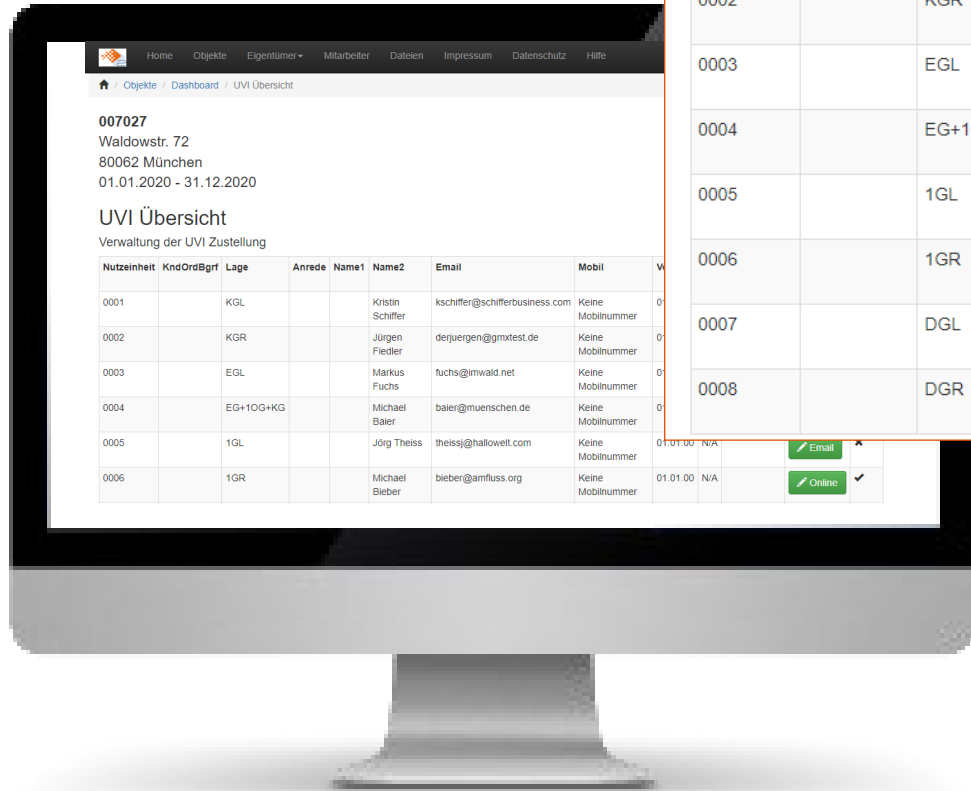 Home Objekte Eigentümer Mitarbeiter Dateien Impressum Datenschutz Hilfe
/ Objekte / Dashboard / UVI Übersicht
007027
Waldowstr. 72
80062 München
01.01.2020 - 31.12.2020
UVI Übersicht
Verwaltung der UVI Zustellung
Nutzeinheit KndOrdBgrf Lage Anrede Name1 Name2 Email Mobil
0001 KGL Kristin kschiffer@schifferbusiness.com Keine
Schiffer Mobilnummer
0002 KGR Jürgen derjuergen@gmxtest.de Keine
Fiedler Mobilnummer
0003 EGL Markus fuchs@imwald.net Keine
Fuchs Mobilnummer
0004 EG+1OG+KG Michael baier@muenschen.de Keine
Baier Mobilnummer
0005 1GL Jörg Theiss theissj@hallowelt.com Keine 01.01.00 N/A Email
Mobilnummer
0006 1GR Michael bieber@amfluss.org Keine 01.01.00 N/A Online
Bieber Mobilnummer
0002 KGR
0003 EGL
0004 EG+1
0005 1GL
0006 1GR
0007 DGL
0008 DGR